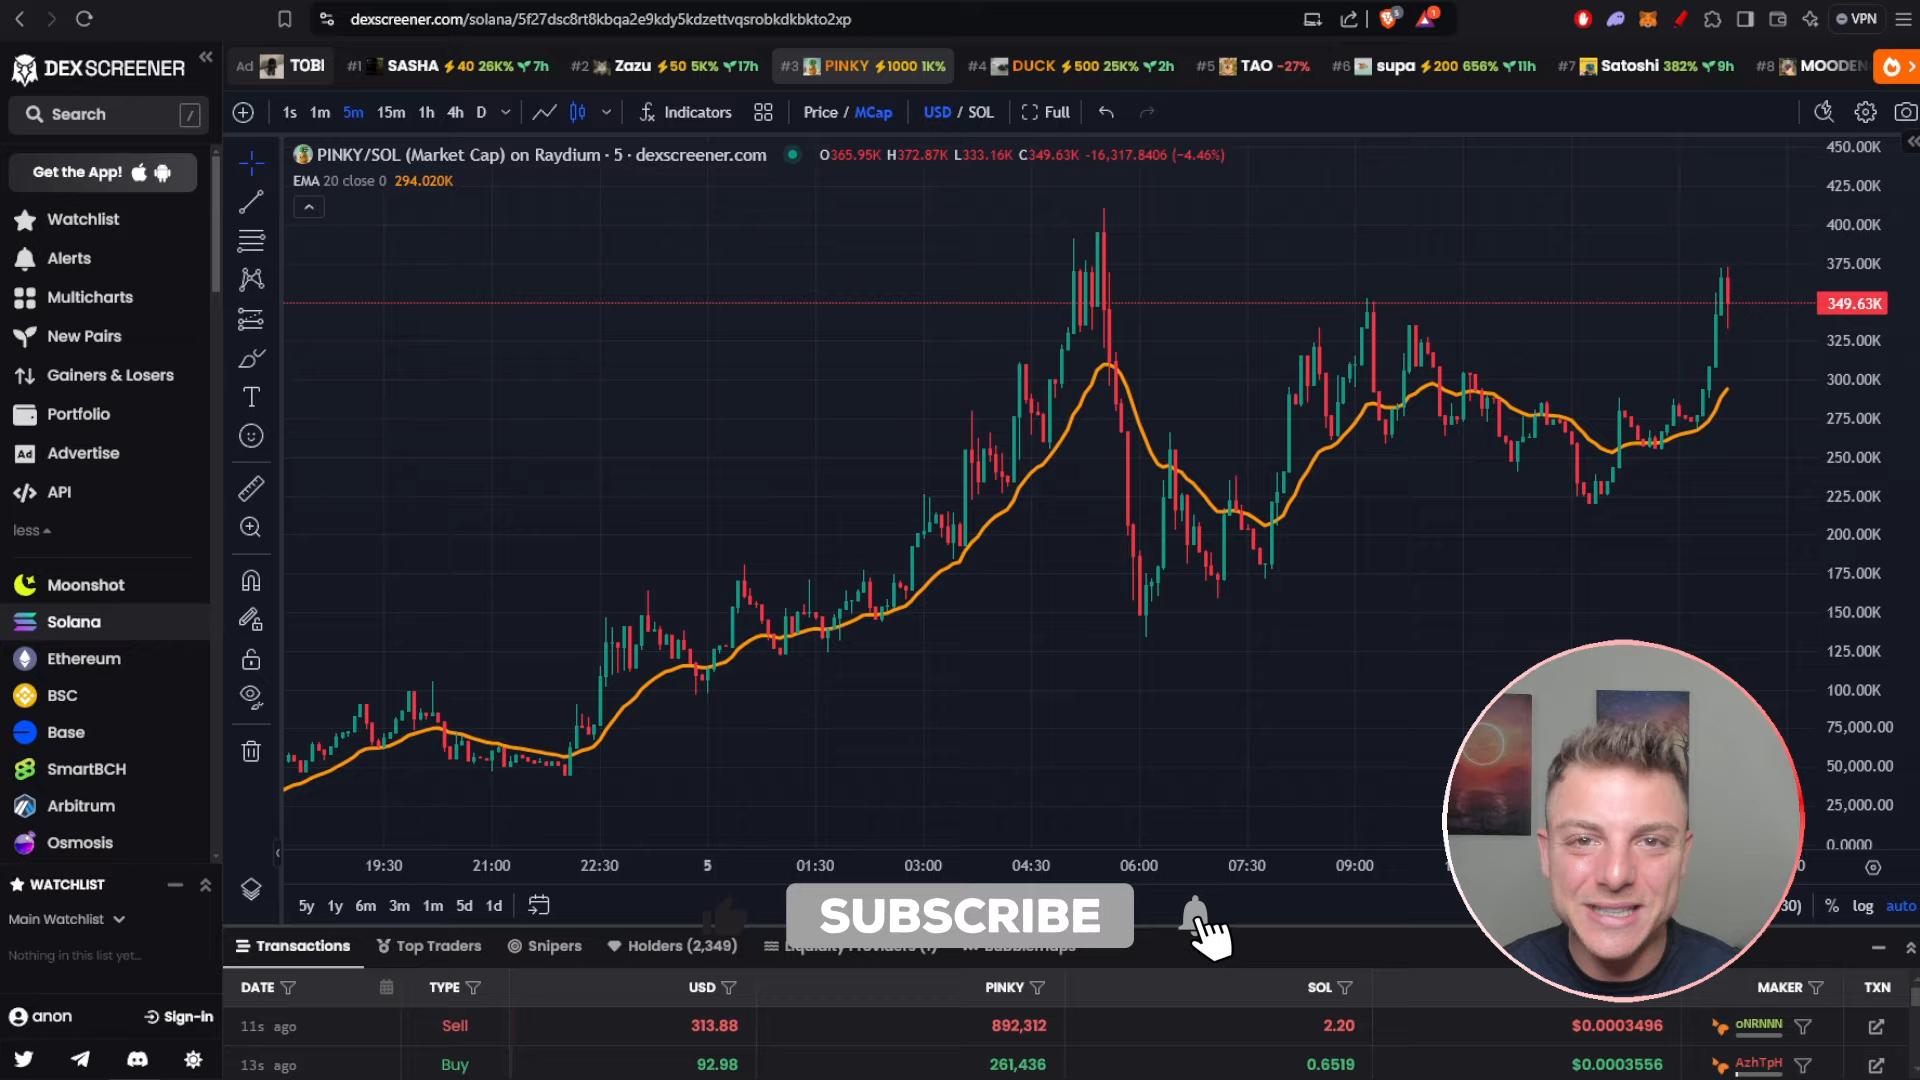 dexscreener.com/solana/5f27dsc8rt8kbqa2e9kdy5kdzettvqsrobkdkbkto2xp
5
1
VPN
DEX SCREENER
Ad TOBI
#1 SASHA 40 26K% 7h
#2 Zazu 50 5K% 17h
#3 PINKY 1000 1K%
#4 DUCK 500 25K% 2h
#5 TAO -27%
#6 supa 200 656% 11h
#7 Satoshi 382% 9h
#8 MOODEN
Search /
1s 1m 5m 15m 1h 4h D Indicators Price / MCap USD / SOL Full
Get the App!
Watchlist
Alerts
Multicharts
New Pairs
Gainers & Losers
Portfolio
Ad Advertise
API
less
Moonshot
Solana
Ethereum
BSC
Base
SmartBCH
Arbitrum
Osmosis
WATCHLIST
Main Watchlist
Nothing in this list yet...
anon Sign-in
PINKY/SOL (Market Cap) on Raydium · 5 · dexscreener.com O365.95K H372.87K L333.16K C349.63K -16,317.8406 (-4.46%)
EMA 20 close 0 294.020K
450.00K
425.00K
400.00K
375.00K
349.63K
325.00K
300.00K
275.00K
250.00K
225.00K
200.00K
175.00K
150.00K
125.00K
100.00K
75,000.00
50,000.00
25,000.00
0.0000
19:30 21:00 22:30 5 01:30 03:00 04:30 06:00 07:30 09:00
5y 1y 6m 3m 1m 5d 1d
% log auto
SUBSCRIBE
Transactions Top Traders Snipers Holders (2,349) Liquidity Providers (1) Bubblemaps
DATE TYPE USD PINKY SOL MAKER TXN
11s ago Sell 313.88 892,312 2.20 $0.0003496 oNRNNN
13s ago Buy 92.98 261,436 0.6519 $0.0003556 AzhTpH